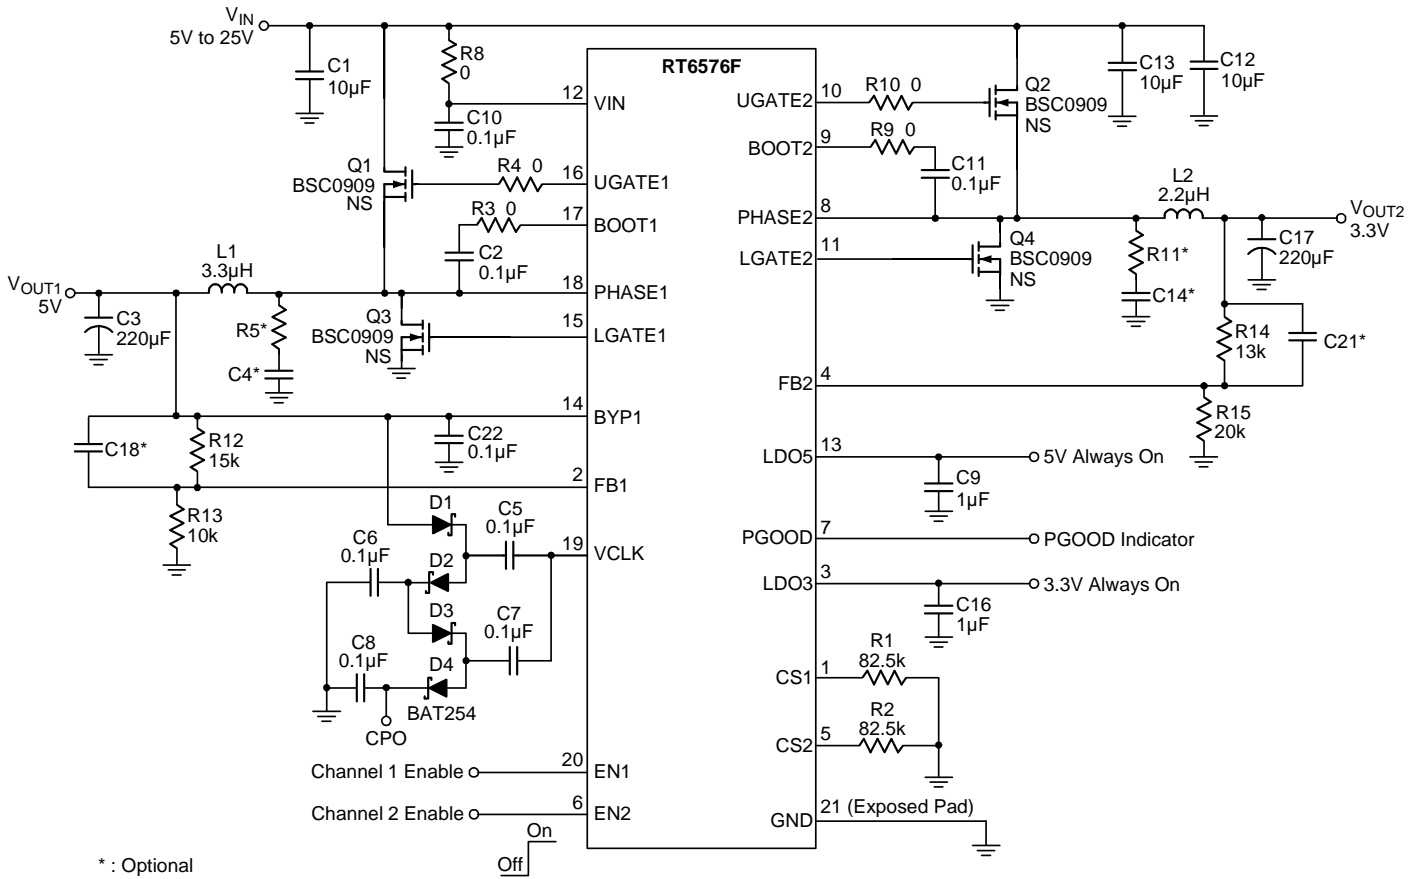 VIN
5V to 25V
C1
10µF
R8
0
RT6576F
12
VIN
C10
0.1µF
Q1
BSC0909
NS
R4 0
16
UGATE1
R3 0
17
BOOT1
C2
0.1µF
L1
3.3µH
VOUT1
5V
18
PHASE1
C3
220µF
R5*
C4*
Q3
BSC0909
NS
15
LGATE1
14
BYP1
C18*
R12
15k
C22
0.1µF
2
FB1
R13
10k
D1
C5
0.1µF
C6
0.1µF
D2
19
VCLK
D3
C7
0.1µF
C8
0.1µF
D4
BAT254
CPO
Channel 1 Enable
20
EN1
Channel 2 Enable
6
EN2
On
Off
* : Optional
UGATE2
10
R10 0
Q2
BSC0909
NS
C13
10µF
C12
10µF
BOOT2
9
R9 0
C11
0.1µF
PHASE2
8
L2
2.2µH
VOUT2
3.3V
LGATE2
11
Q4
BSC0909
NS
R11*
C14*
C17
220µF
R14
13k
C21*
FB2
4
R15
20k
LDO5
13
5V Always On
C9
1µF
PGOOD
7
PGOOD Indicator
LDO3
3
3.3V Always On
C16
1µF
CS1
1
R1
82.5k
CS2
5
R2
82.5k
GND
21 (Exposed Pad)